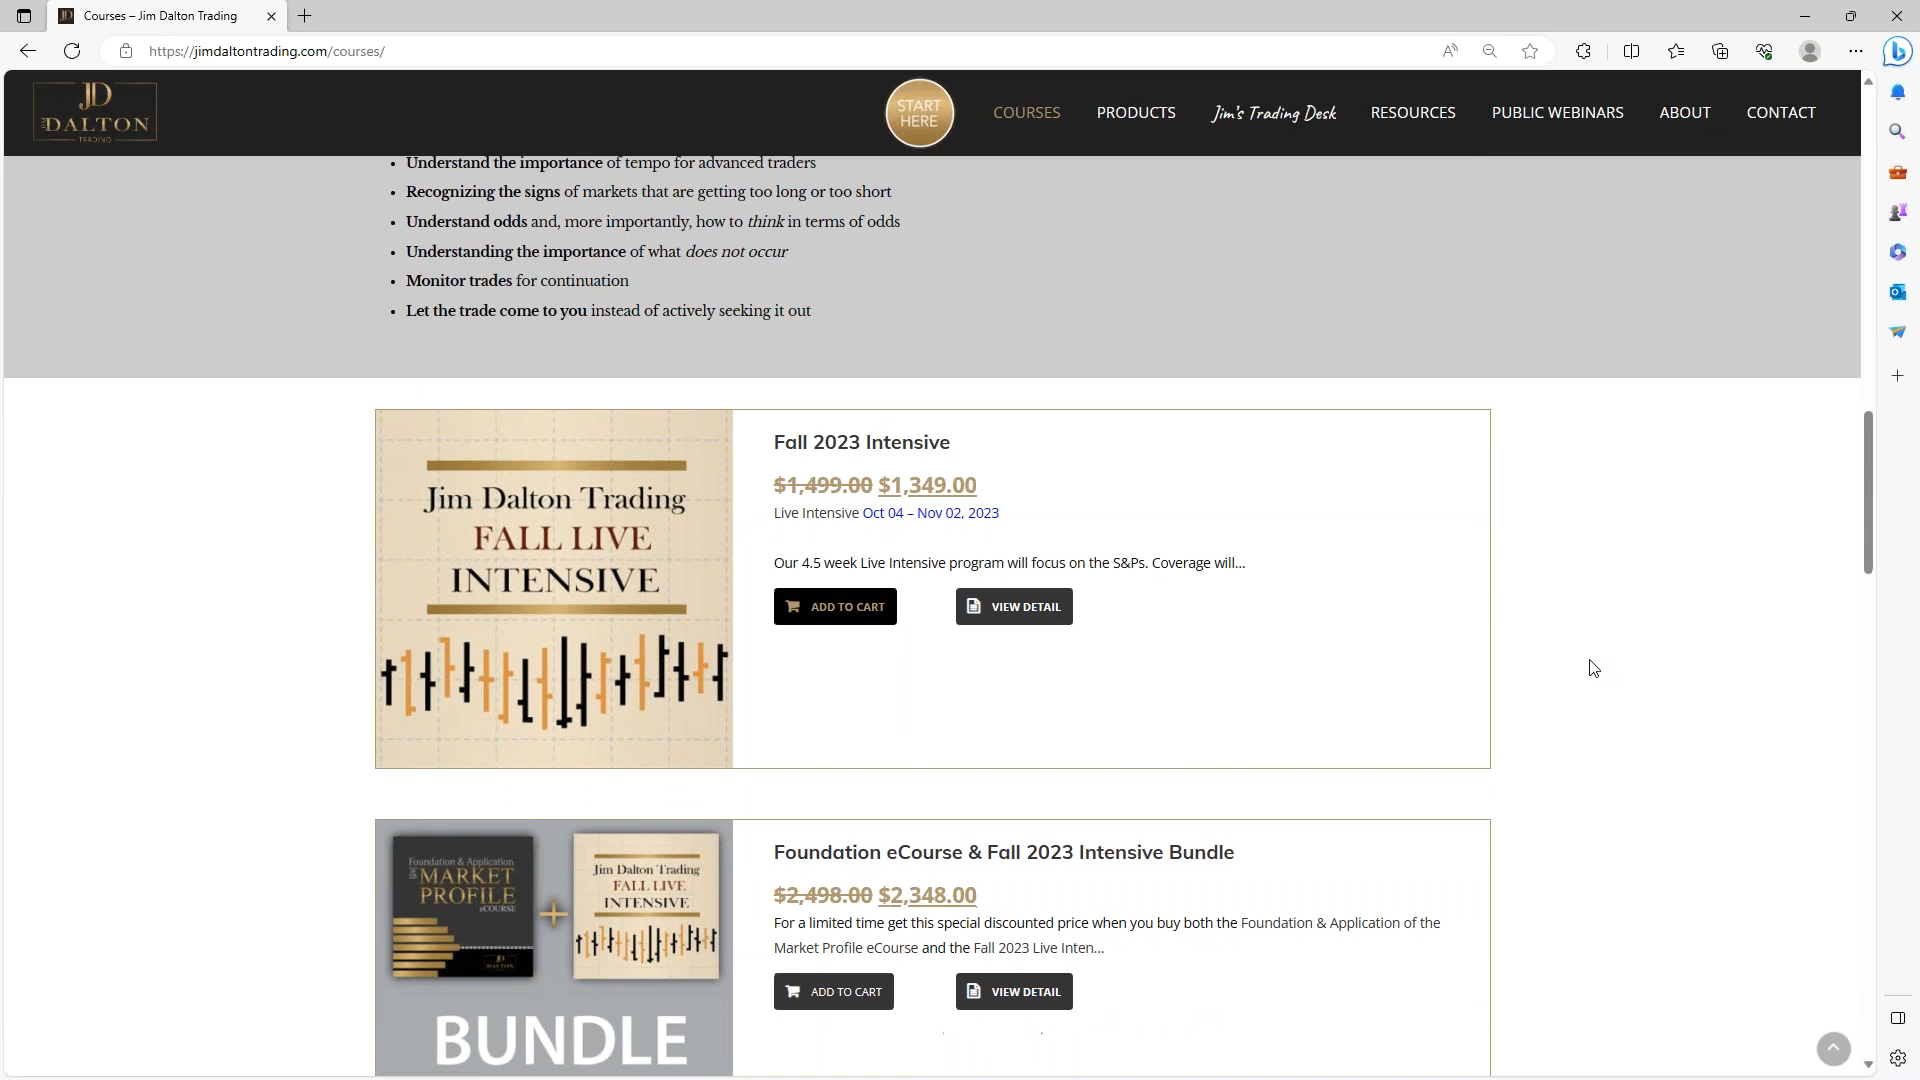 Courses – Jim Dalton Trading
https://jimdaltontrading.com/courses/
JD
DALTON
TRADING
START
HERE
COURSES
PRODUCTS
Jim's Trading Desk
RESOURCES
PUBLIC WEBINARS
ABOUT
CONTACT
• Understand the importance of tempo for advanced traders
• Recognizing the signs of markets that are getting too long or too short
• Understand odds and, more importantly, how to think in terms of odds
• Understanding the importance of what does not occur
• Monitor trades for continuation
• Let the trade come to you instead of actively seeking it out
Jim Dalton Trading
FALL LIVE
INTENSIVE
Fall 2023 Intensive
$1,499.00 $1,349.00
Live Intensive Oct 04 – Nov 02, 2023
Our 4.5 week Live Intensive program will focus on the S&Ps. Coverage will...
ADD TO CART
VIEW DETAIL
Foundation & Application
MARKET
PROFILE
eCOURSE
+
Jim Dalton Trading
FALL LIVE
INTENSIVE
BUNDLE
Foundation eCourse & Fall 2023 Intensive Bundle
$2,498.00 $2,348.00
For a limited time get this special discounted price when you buy both the Foundation & Application of the
Market Profile eCourse and the Fall 2023 Live Inten...
ADD TO CART
VIEW DETAIL